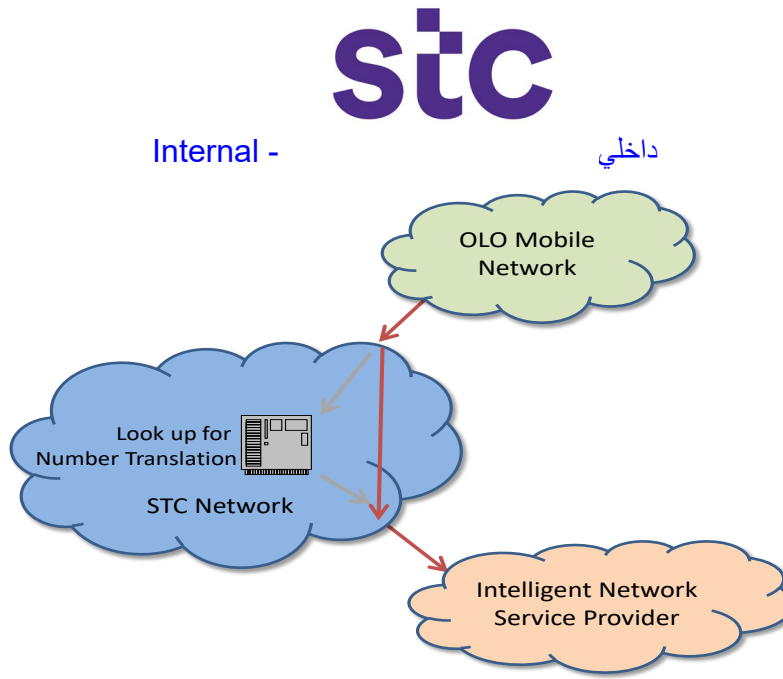 stc
Internal - داخلي
OLO Mobile
Network
Look up for
Number Translation
STC Network
Intelligent Network
Service Provider